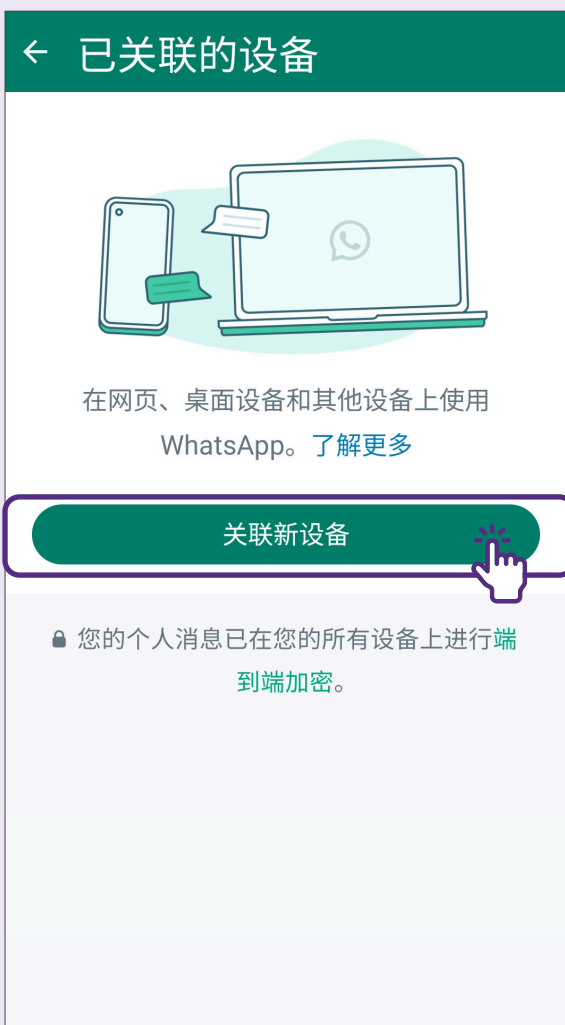 已关联的设备
在网页、桌面设备和其他设备上使用
WhatsApp。了解更多
关联新设备
您的个人消息已在您的所有设备上进行端
到端加密。